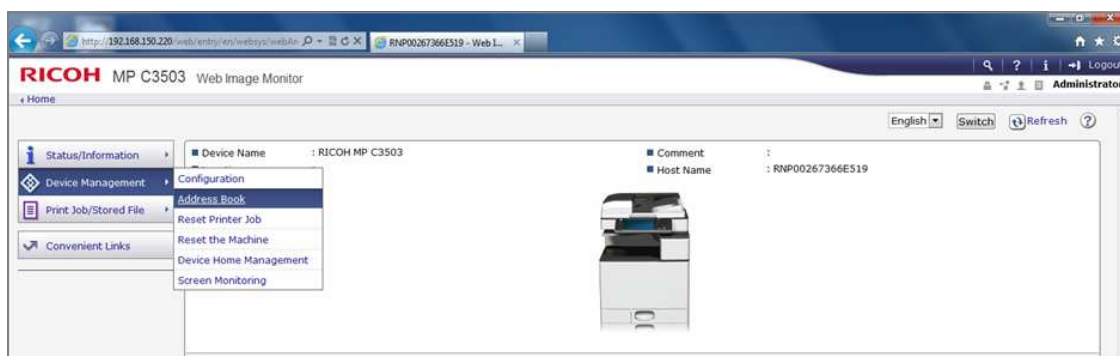 http://192.168.150.220/web/entry/en/websys/webAr RNP00267366E519 - Web I...
Logout
RICOH MP C3503 Web Image Monitor
Administrator
Home
English Switch Refresh
Status/Information
Device Name : RICOH MP C3503
Comment :
Device Management
Configuration
Host Name : RNP00267366E519
Address Book
Print Job/Stored File
Reset Printer Job
Reset the Machine
Convenient Links
Device Home Management
Screen Monitoring